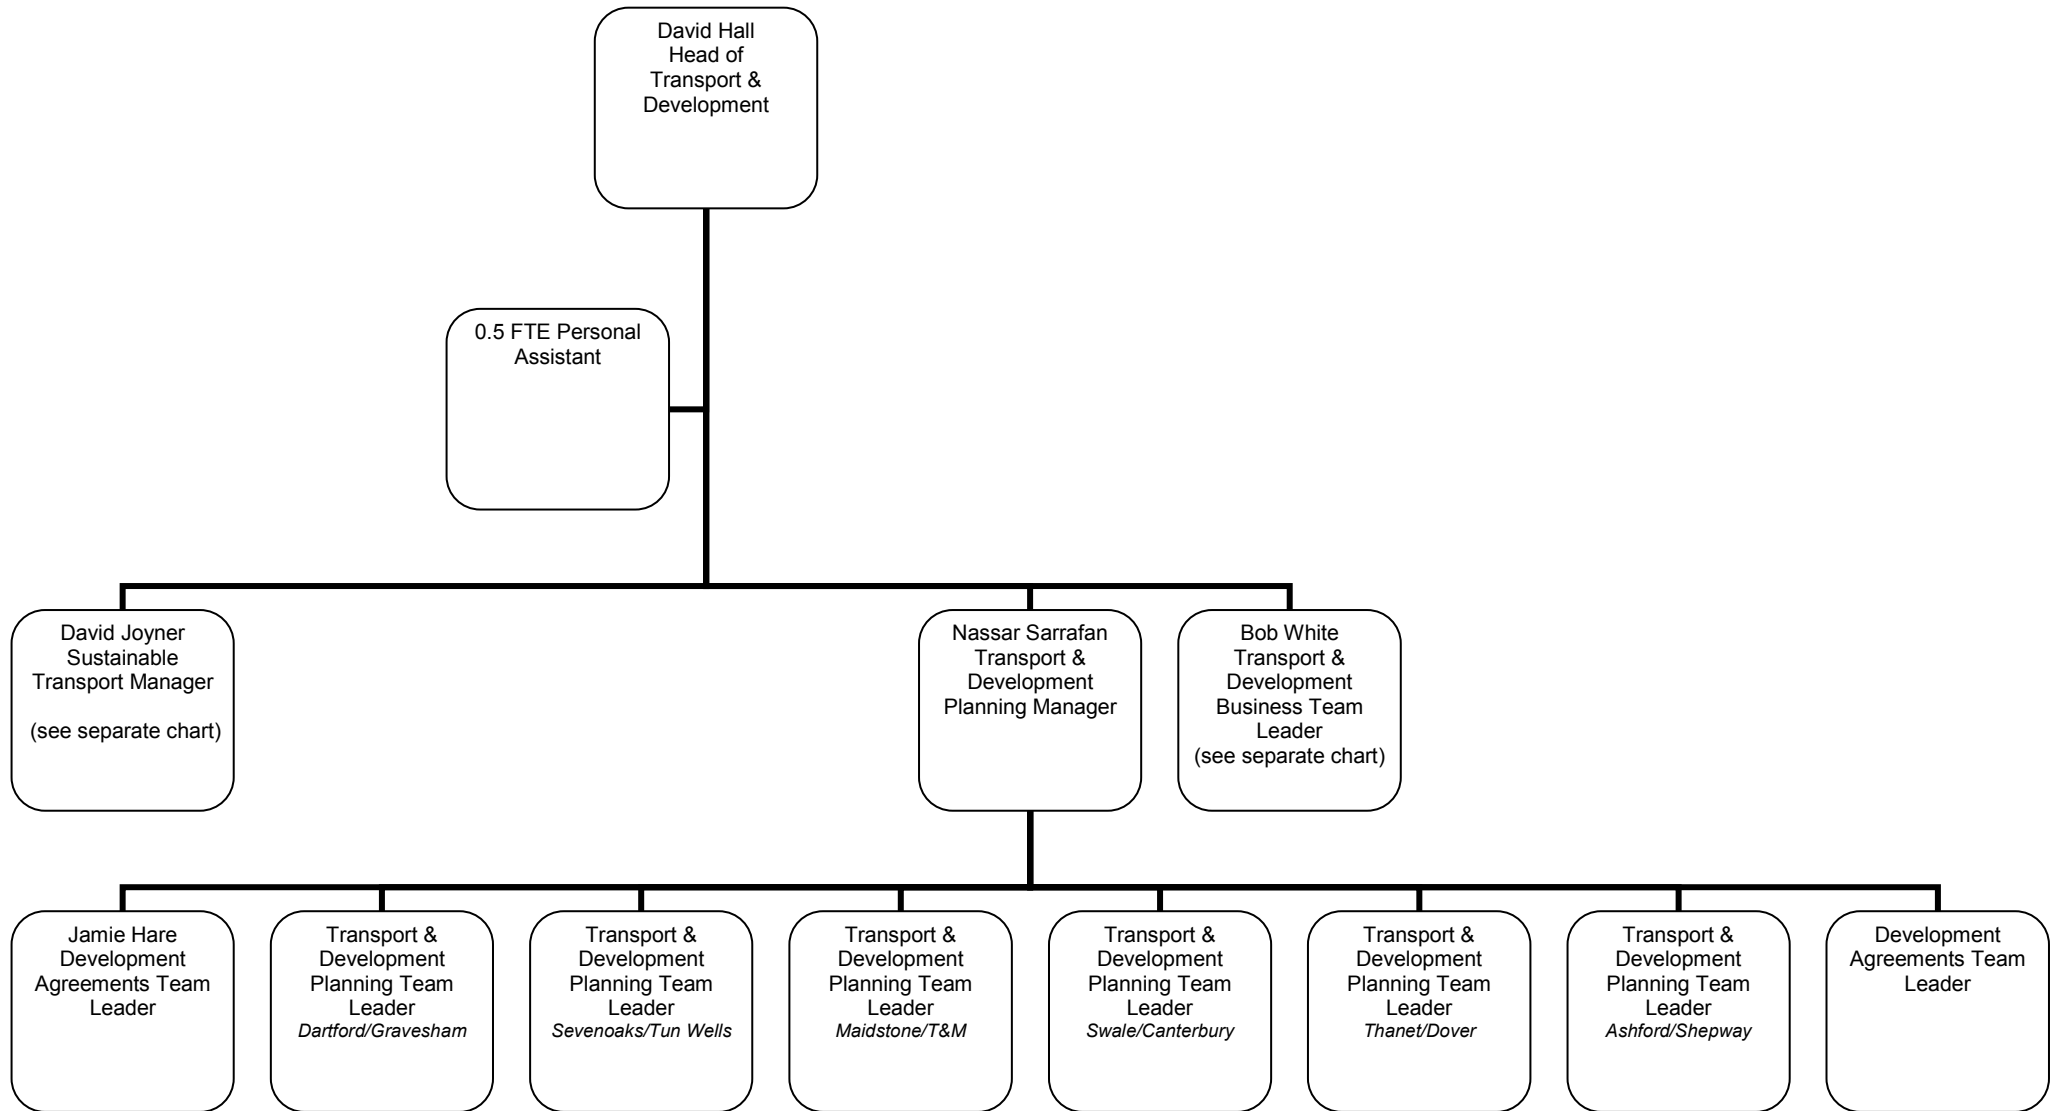 David Hall
Head of
Transport &
Development
0.5 FTE Personal
Assistant
David Joyner
Sustainable
Transport Manager
(see separate chart)
Nassar Sarrafan
Transport &
Development
Planning Manager
Bob White
Transport &
Development
Business Team
Leader
(see separate chart)
Jamie Hare
Development
Agreements Team
Leader
Transport &
Development
Planning Team
Leader
Dartford/Gravesham
Transport &
Development
Planning Team
Leader
Sevenoaks/Tun Wells
Transport &
Development
Planning Team
Leader
Maidstone/T&M
Transport &
Development
Planning Team
Leader
Swale/Canterbury
Transport &
Development
Planning Team
Leader
Thanet/Dover
Transport &
Development
Planning Team
Leader
Ashford/Shepway
Development
Agreements Team
Leader